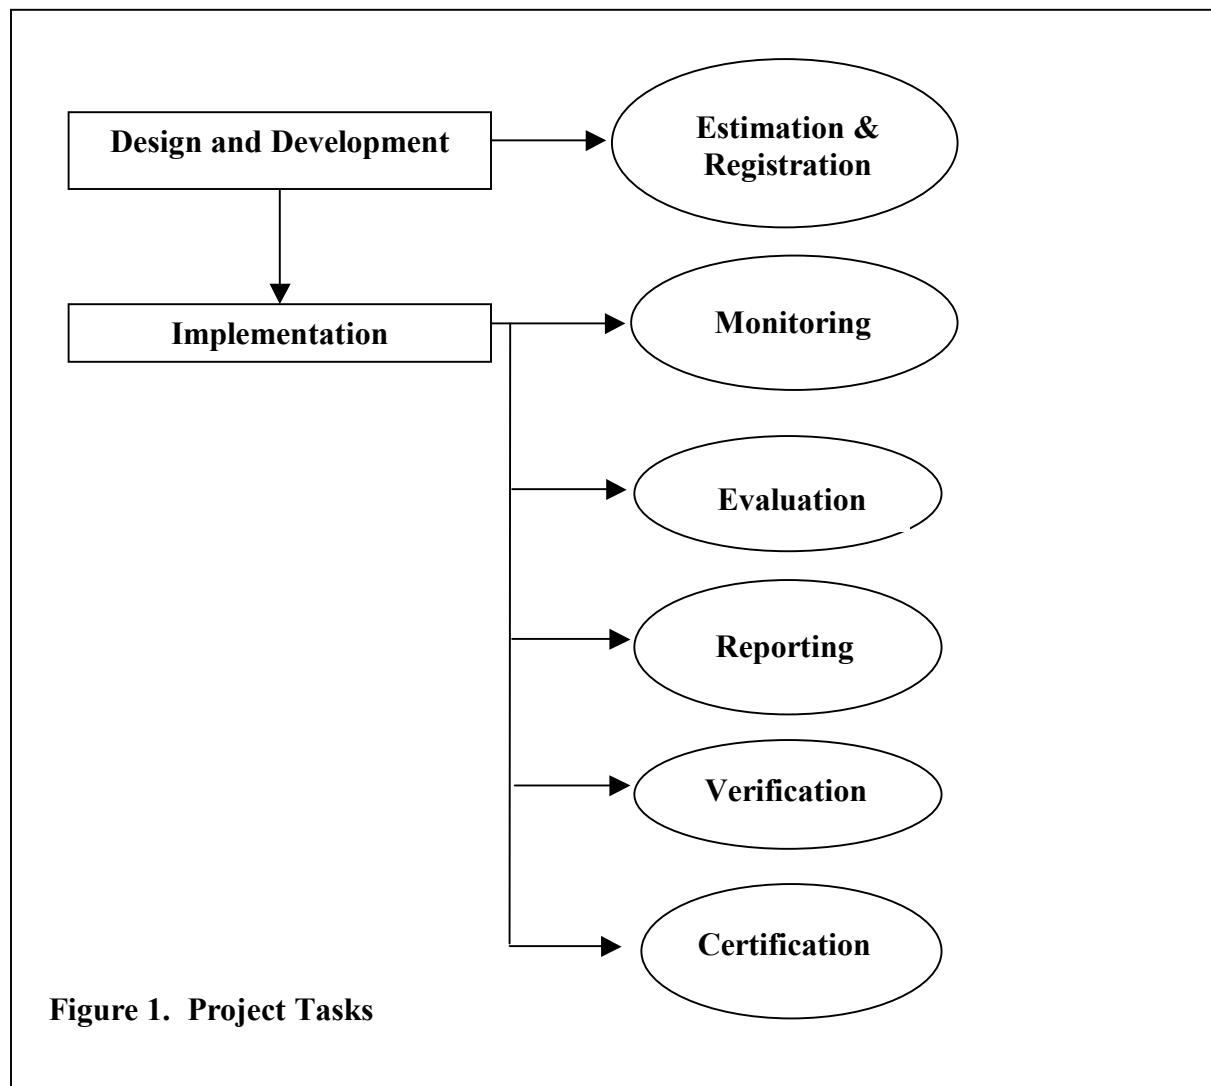 Design and Development
Estimation &
Registration
Implementation
Monitoring
Evaluation
Reporting
Verification
Certification
Figure 1.  Project Tasks